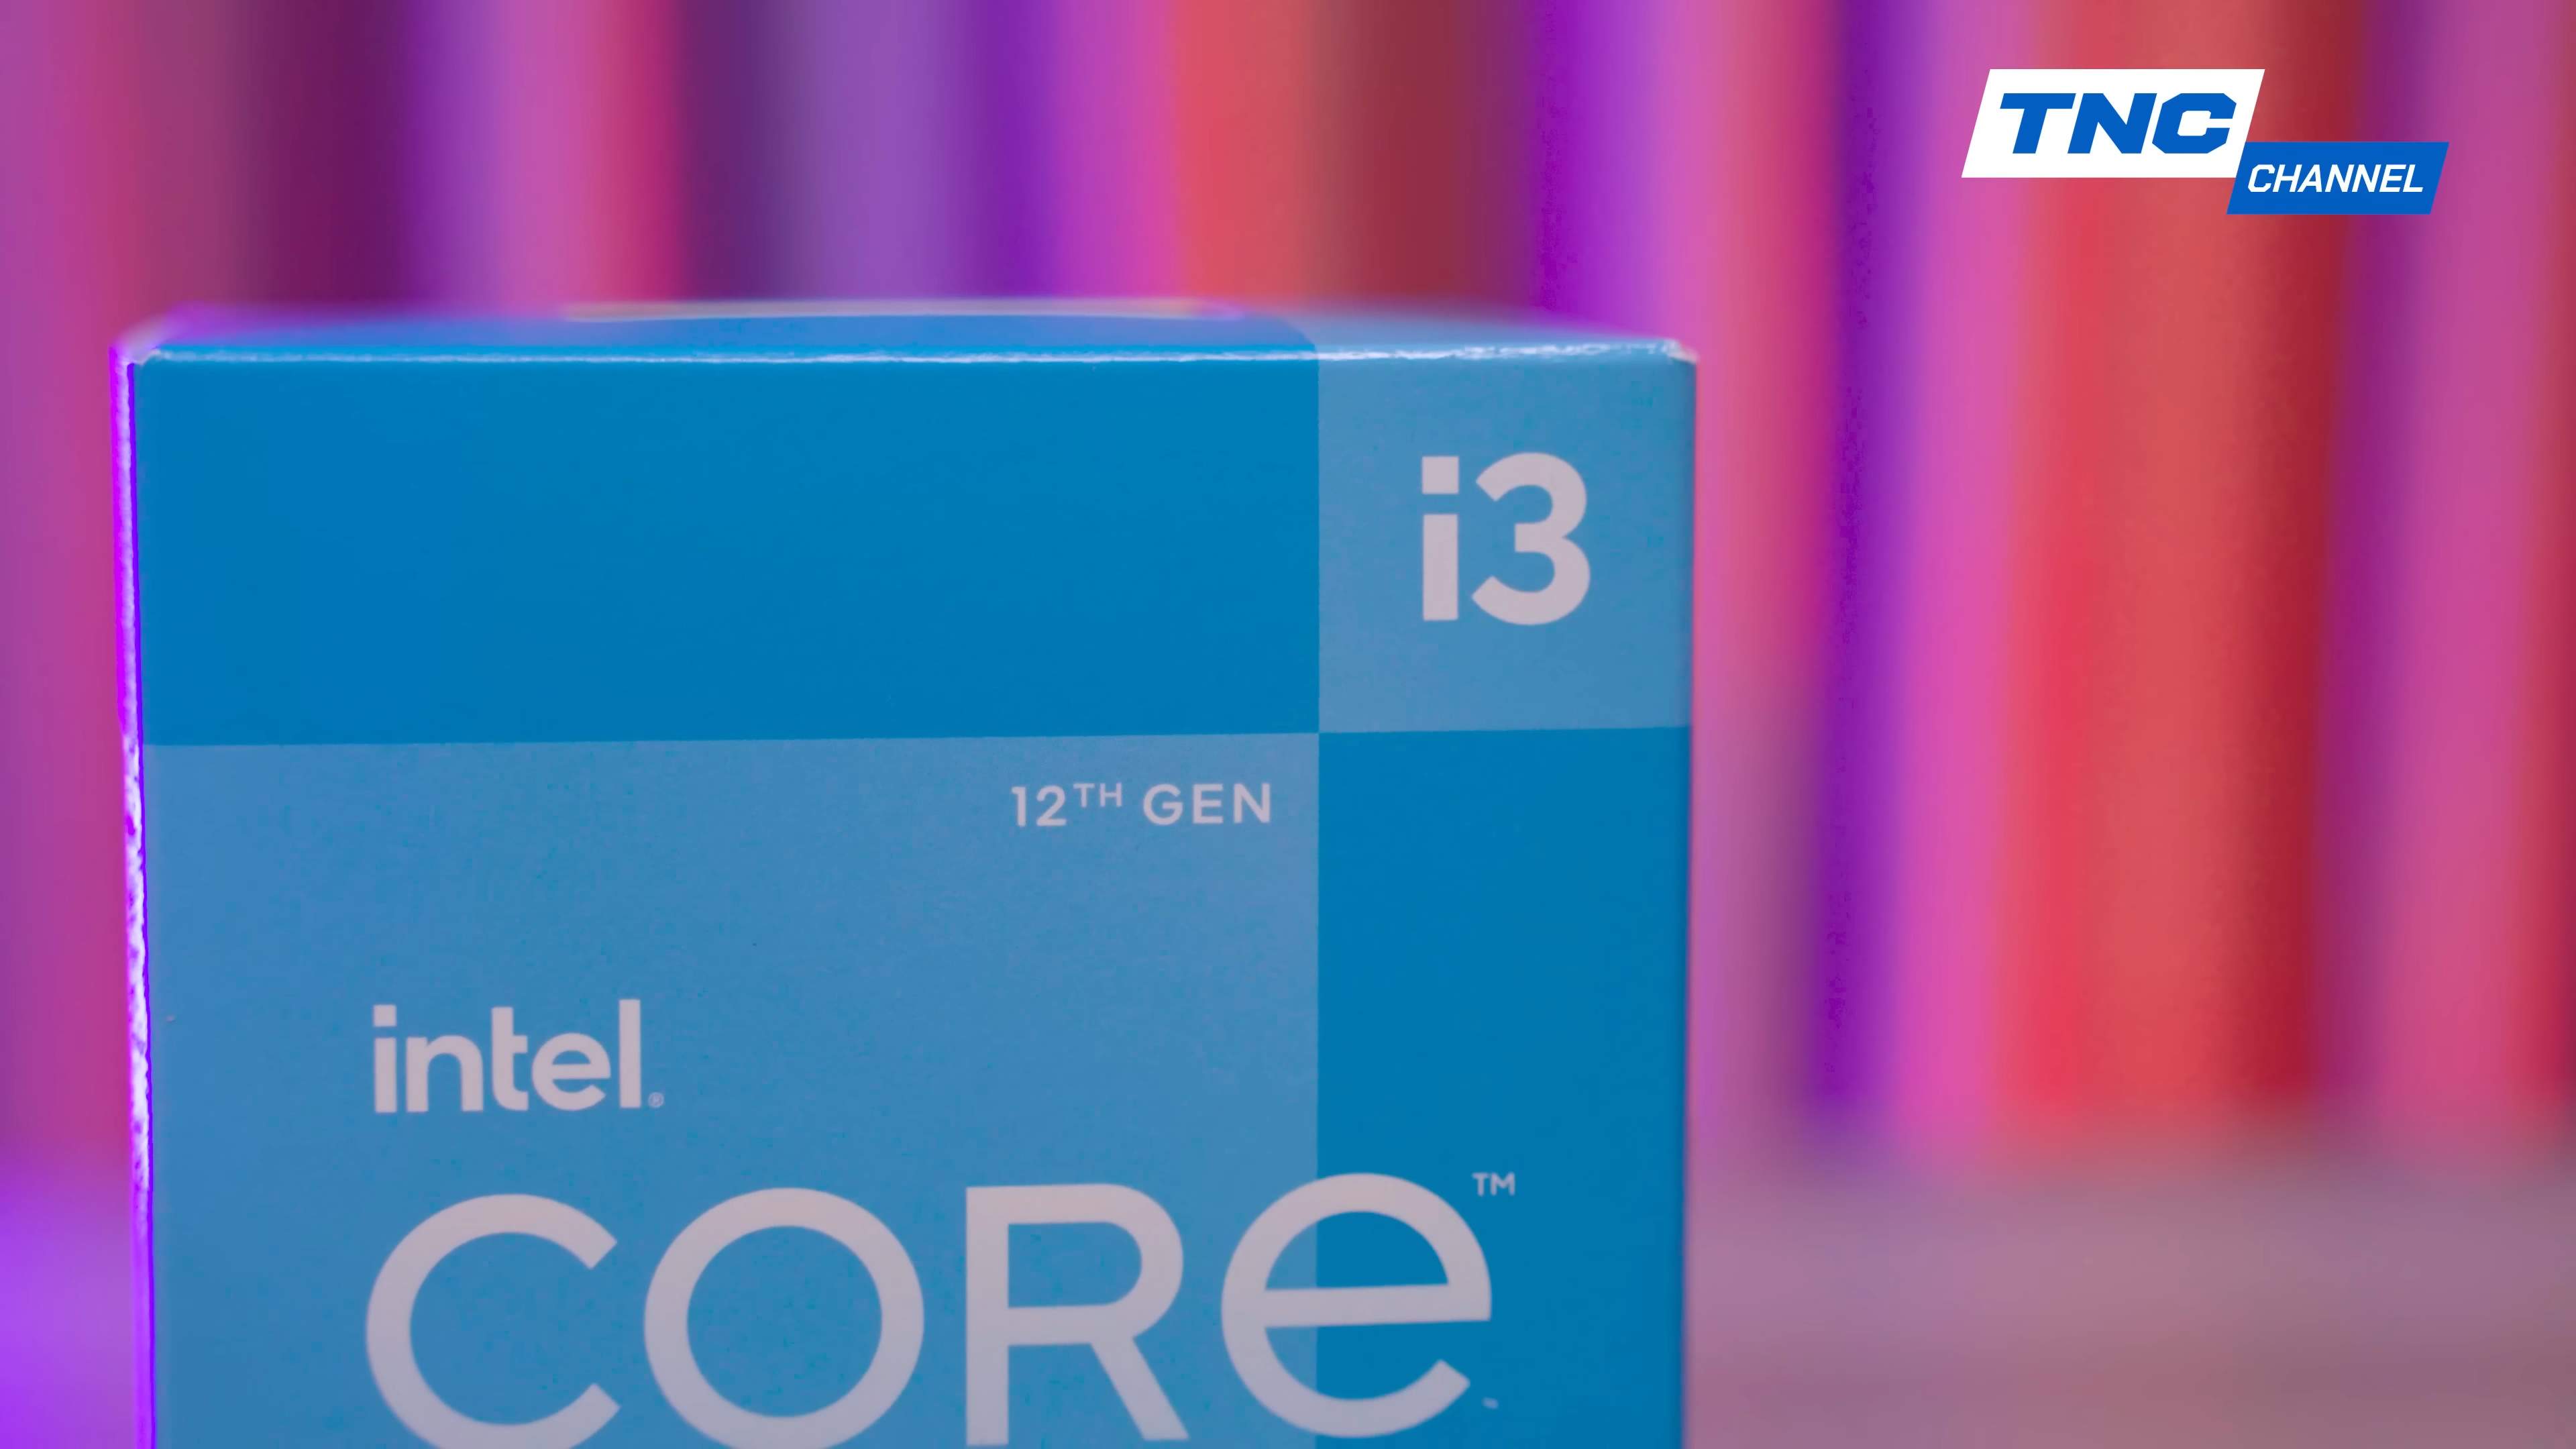 TNC
CHANNEL
i3
12TH GEN
intel®
CORe™